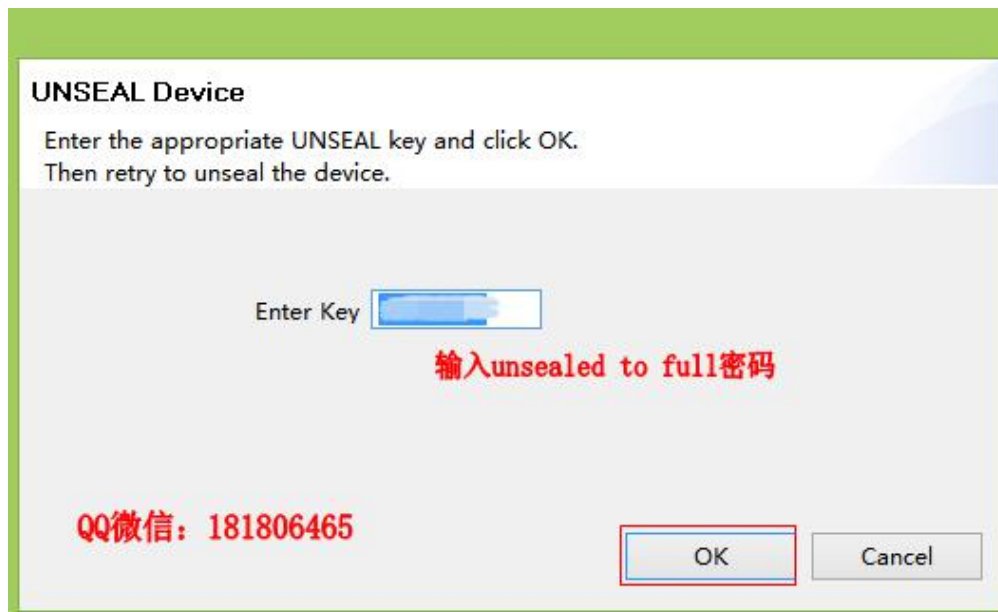 UNSEAL Device
Enter the appropriate UNSEAL key and click OK.
Then retry to unseal the device.
Enter Key
输入unsealed to full密码
QQ微信：181806465
OK
Cancel